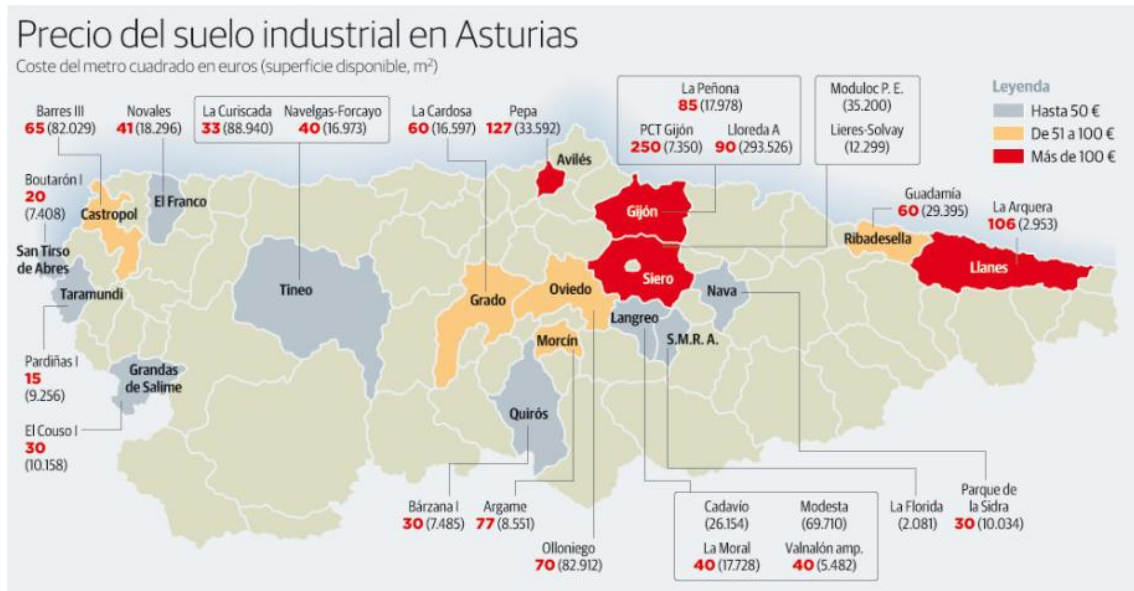 Precio del suelo industrial en Asturias
Coste del metro cuadrado en euros (superficie disponible, m²)
Leyenda
Hasta 50 €
De 51 a 100 €
Más de 100 €
Barres III
65 (82.029)
Novales
41 (18.296)
La Curiscada
33 (88.940)
Navelgas-Forcayo
40 (16.973)
La Cardosa
60 (16.597)
Pepa
127 (33.592)
La Peñona
85 (17.978)
PCT Gijón
250 (7.350)
Lloreda A
90 (293.526)
Moduloc P. E.
(35.200)
Lieres-Solvay
(12.299)
Guadamía
60 (29.395)
La Arquera
106 (2.953)
Boutarón I
20
(7.408)
San Tirso
de Abres
Castropol
El Franco
Taramundi
Tineo
Grandas
de Salime
Grado
Oviedo
Avilés
Gijón
Siero
Nava
Langreo
S.M.R. A.
Morcín
Quirós
Ribadesella
Llanes
Pardiñas I
15
(9.256)
El Couso I
30
(10.158)
Bárzana I
30 (7.485)
Argame
77 (8.551)
Olloniego
70 (82.912)
Cadavío
(26.154)
Modesta
(69.710)
La Moral
40 (17.728)
Valnalón amp.
40 (5.482)
La Florida
(2.081)
Parque de
la Sidra
30 (10.034)